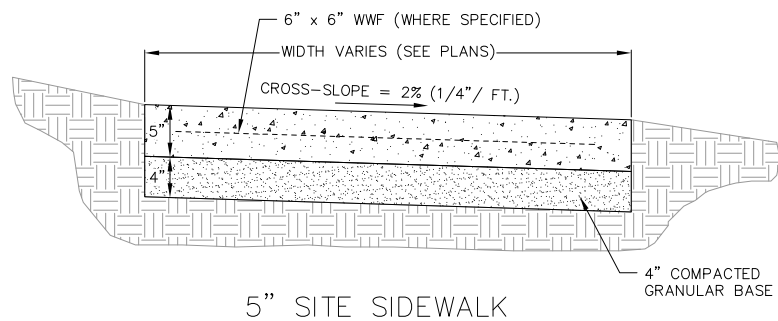 6” x 6” WWF (WHERE SPECIFIED)
WIDTH VARIES (SEE PLANS)
CROSS-SLOPE = 2% (1/4”/ FT.)
5”
4”
4” COMPACTED
GRANULAR BASE
5” SITE SIDEWALK